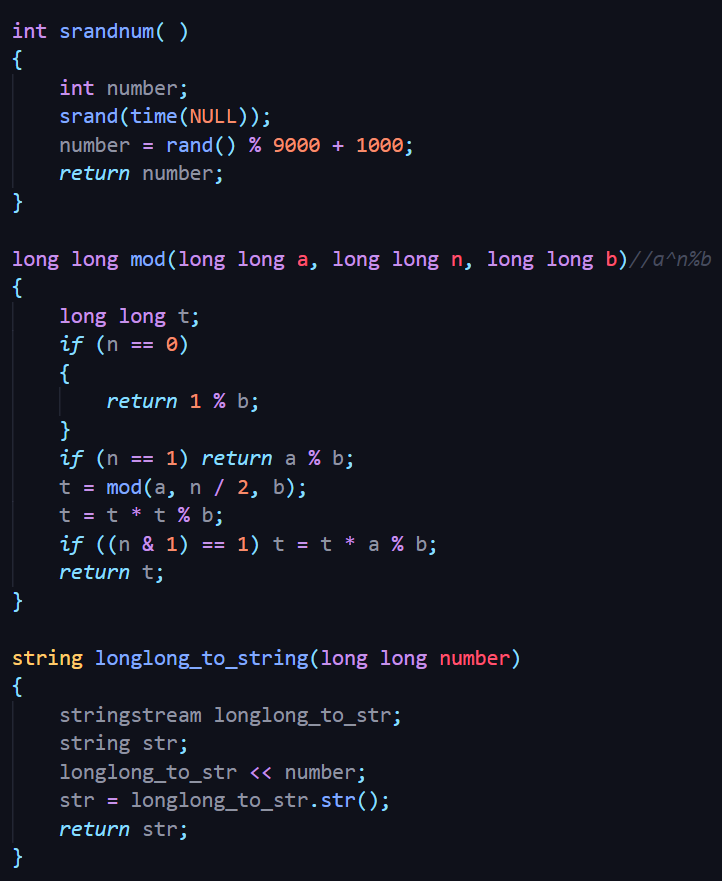 int srandnum( )
{
    int number;
    srand(time(NULL));
    number = rand() % 9000 + 1000;
    return number;
}

long long mod(long long a, long long n, long long b)//a^n%b
{
    long long t;
    if (n == 0)
    {
        return 1 % b;
    }
    if (n == 1) return a % b;
    t = mod(a, n / 2, b);
    t = t * t % b;
    if ((n & 1) == 1) t = t * a % b;
    return t;
}

string longlong_to_string(long long number)
{
    stringstream longlong_to_str;
    string str;
    longlong_to_str << number;
    str = longlong_to_str.str();
    return str;
}